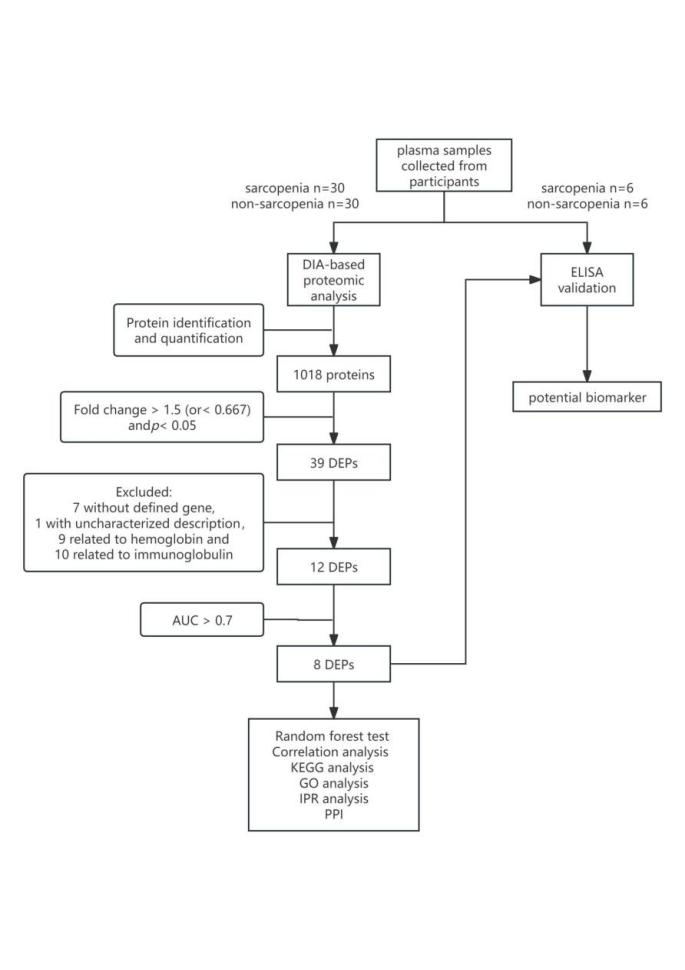 plasma samples
collected from
participants
sarcopenia n=30
non-sarcopenia n=30
sarcopenia n=6
non-sarcopenia n=6
DIA-based
proteomic
analysis
ELISA
validation
Protein identification
and quantification
1018 proteins
potential biomarker
Fold change > 1.5 (or< 0.667)
andp< 0.05
39 DEPs
Excluded:
7 without defined gene,
1 with uncharacterized description,
9 related to hemoglobin and
10 related to immunoglobulin
12 DEPs
AUC > 0.7
8 DEPs
Random forest test
Correlation analysis
KEGG analysis
GO analysis
IPR analysis
PPI